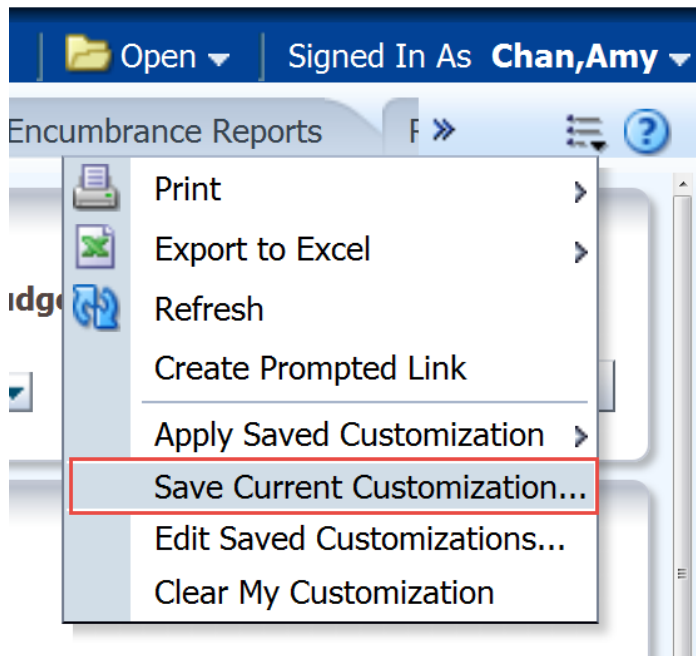 Open Signed In As Chan,Amy
Encumbrance Reports
Print
Export to Excel
Refresh
Create Prompted Link
Apply Saved Customization
Save Current Customization...
Edit Saved Customizations...
Clear My Customization